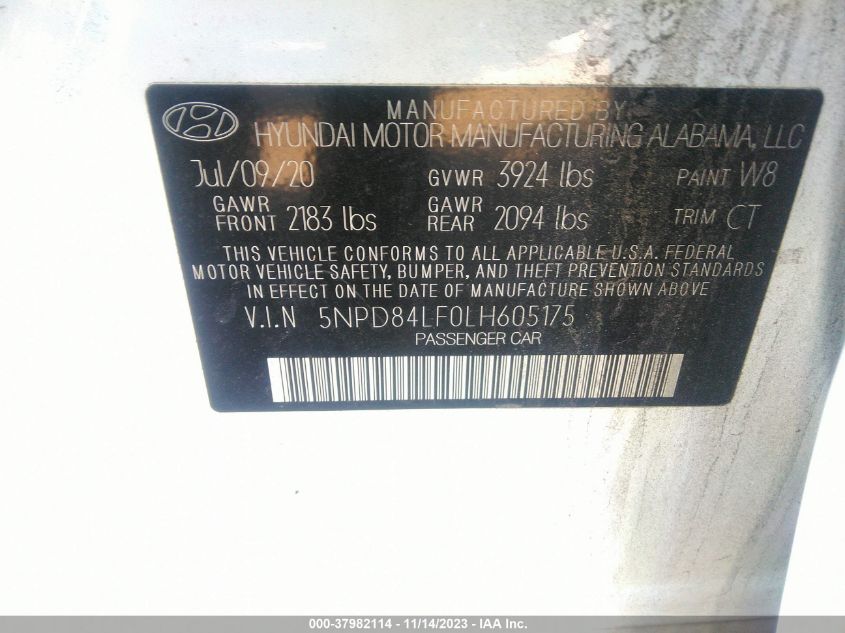 MANUFACTURED BY
HYUNDAI MOTOR MANUFACTURING ALABAMA, LLC
Jul/09/20 GVWR 3924 lbs PAINT W8
GAWR FRONT 2183 lbs GAWR REAR 2094 lbs TRIM CT
THIS VEHICLE CONFORMS TO ALL APPLICABLE U.S.A. FEDERAL
MOTOR VEHICLE SAFETY, BUMPER, AND THEFT PREVENTION STANDARDS
IN EFFECT ON THE DATE OF MANUFACTURE SHOWN ABOVE
V.I.N 5NPD84LF0LH605175
PASSENGER CAR
000-37982114 - 11/14/2023 - IAA Inc.